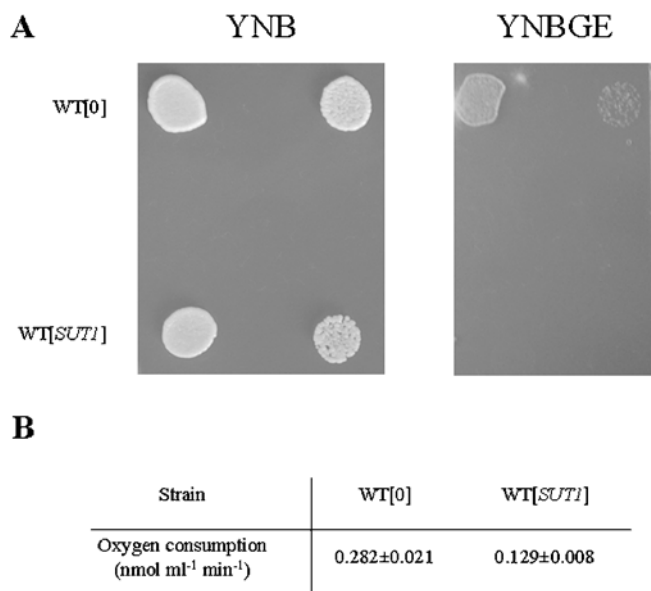 A
YNB YNBGE
WT[0]
WT[SUT1]
B
Strain WT[0] WT[SUT1]
Oxygen consumption
(nmol ml⁻¹ min⁻¹) 0.282±0.021 0.129±0.008